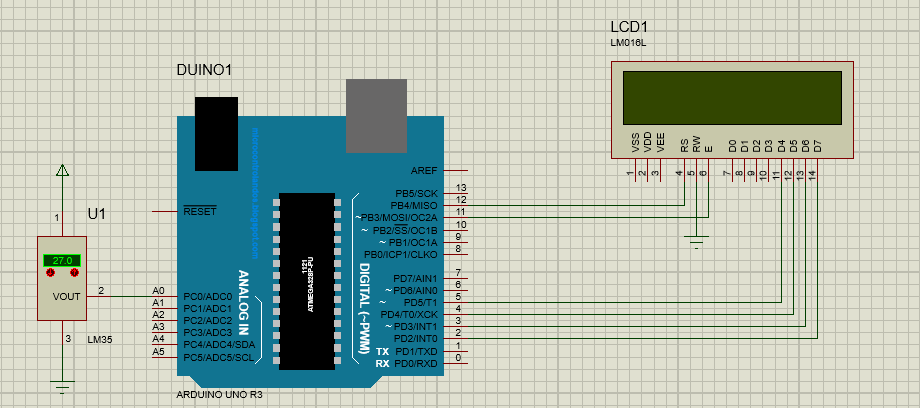 LCD1
LM016L
VSS VDD VEE RS RW E D0 D1 D2 D3 D4 D5 D6 D7
1 2 3 4 5 6 7 8 9 10 11 12 13 14
DUINO1
AREF
RESET
PB5/SCK 13
PB4/MISO 12
~PB3/MOSI/OC2A 11
~ PB2/SS/OC1B 10
~ PB1/OC1A 9
PB0/ICP1/CLKO 8
PD7/AIN1 7
~ PD6/AIN0 6
~ PD5/T1 5
PD4/T0/XCK 4
~ PD3/INT1 3
PD2/INT0 2
TX PD1/TXD 1
RX PD0/RXD 0
DIGITAL (~PWM)
1121
ATMEGA328P-PU
ANALOG IN
A0 PC0/ADC0
A1 PC1/ADC1
A2 PC2/ADC2
A3 PC3/ADC3
A4 PC4/ADC4/SDA
A5 PC5/ADC5/SCL
ARDUINO UNO R3
U1
1
27.0
VOUT 2
3
LM35